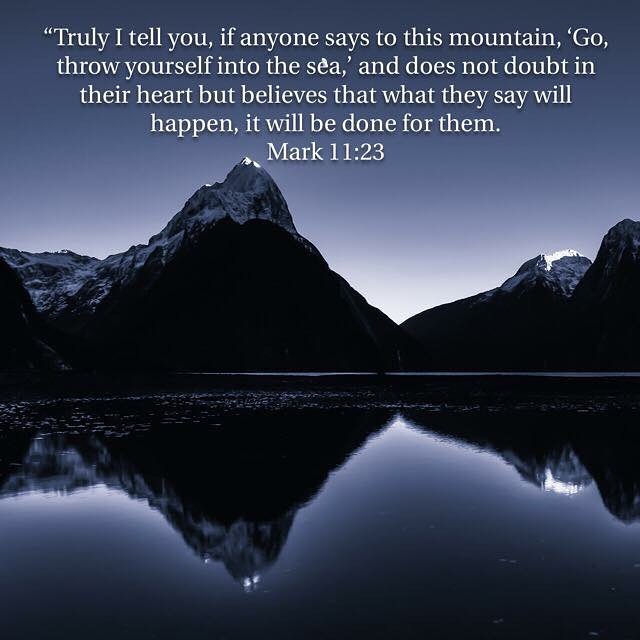 “Truly I tell you, if anyone says to this mountain, ‘Go,
throw yourself into the sea,’ and does not doubt in
their heart but believes that what they say will
happen, it will be done for them.
Mark 11:23